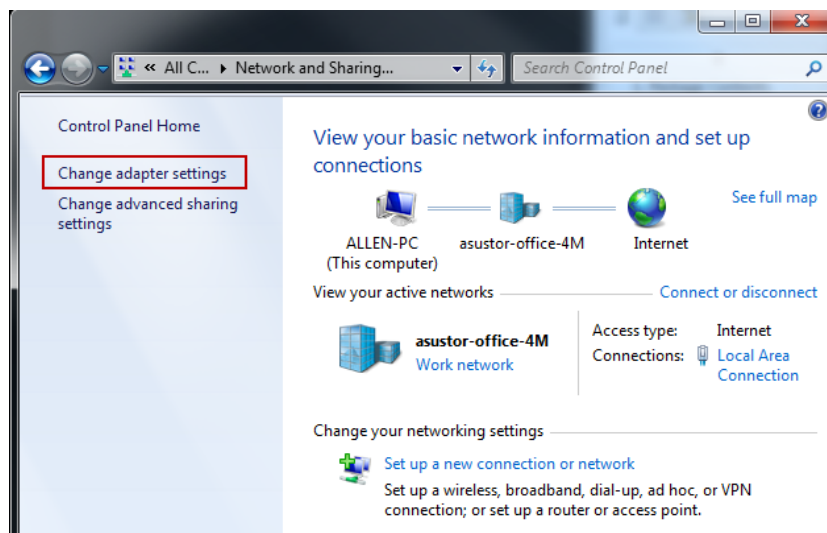 « All C... ▸ Network and Sharing...
Search Control Panel
Control Panel Home
Change adapter settings
Change advanced sharing
settings
View your basic network information and set up
connections
See full map
ALLEN-PC
(This computer)
asustor-office-4M
Internet
View your active networks
Connect or disconnect
asustor-office-4M
Work network
Access type: Internet
Connections: Local Area
Connection
Change your networking settings
Set up a new connection or network
Set up a wireless, broadband, dial-up, ad hoc, or VPN
connection; or set up a router or access point.